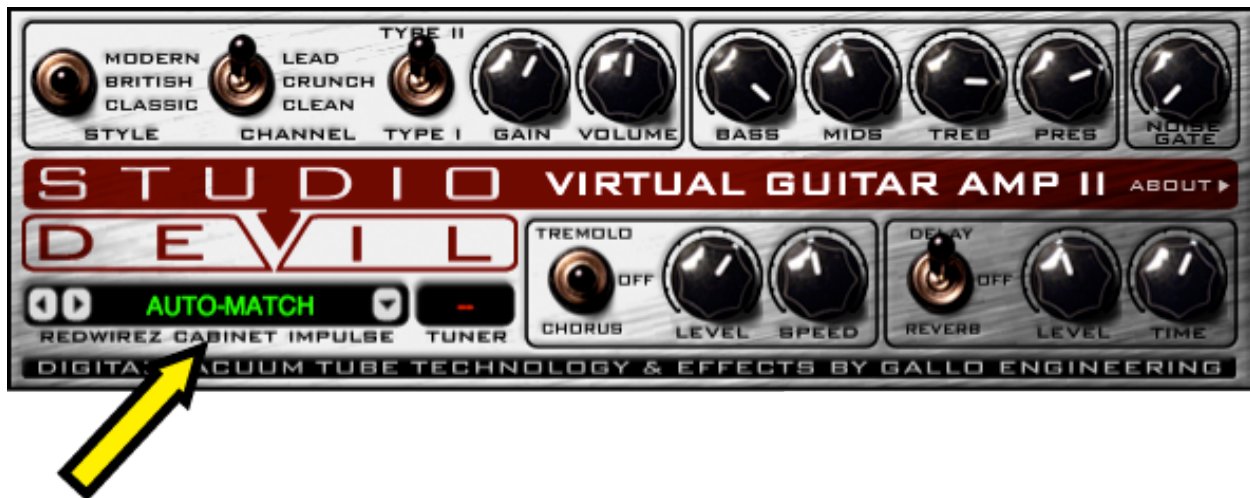 TYPE II
MODERN
BRITISH
CLASSIC
STYLE
LEAD
CRUNCH
CLEAN
CHANNEL
TYPE I
GAIN
VOLUME
BASS
MIDS
TREB
PRES
NOISE
GATE
STUDIO
DEVIL
VIRTUAL GUITAR AMP II
ABOUT
AUTO-MATCH
REDWIREZ CABINET IMPULSE
--
TUNER
TREMOLO
OFF
CHORUS
LEVEL
SPEED
DELAY
OFF
REVERB
LEVEL
TIME
DIGITAL VACUUM TUBE TECHNOLOGY & EFFECTS BY GALLO ENGINEERING